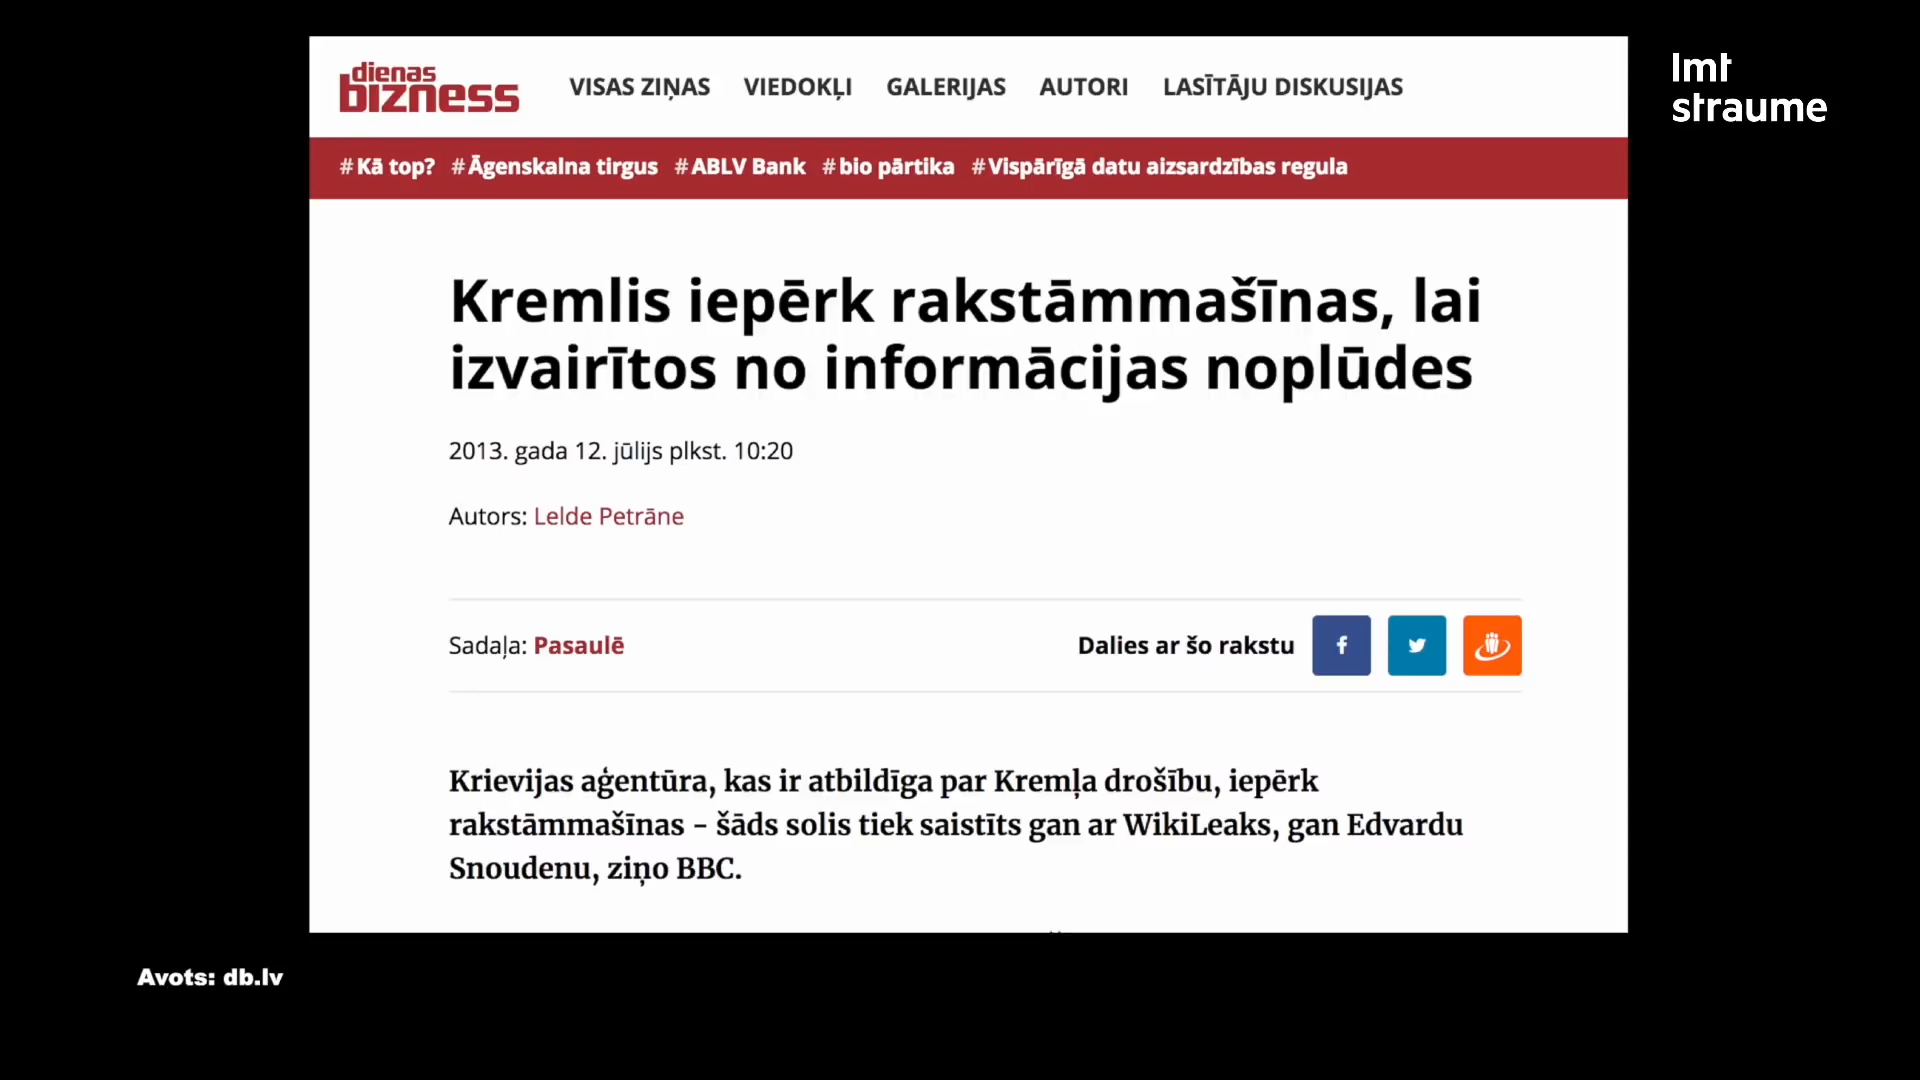 dienas
bizness
VISAS ZIŅAS VIEDOKĻI GALERIJAS AUTORI LASĪTĀJU DISKUSIJAS
lmt
straume
#Kā top? #Āgenskalna tirgus #ABLV Bank #bio pārtika #Vispārīgā datu aizsardzības regula
Kremlis iepērk rakstāmmašīnas, lai
izvairītos no informācijas noplūdes
2013. gada 12. jūlijs plkst. 10:20
Autors: Lelde Petrāne
Sadaļa: Pasaulē
Dalies ar šo rakstu
Krievijas aģentūra, kas ir atbildīga par Kremļa drošību, iepērk
rakstāmmašīnas – šāds solis tiek saistīts gan ar WikiLeaks, gan Edvardu
Snoudenu, ziņo BBC.
Avots: db.lv